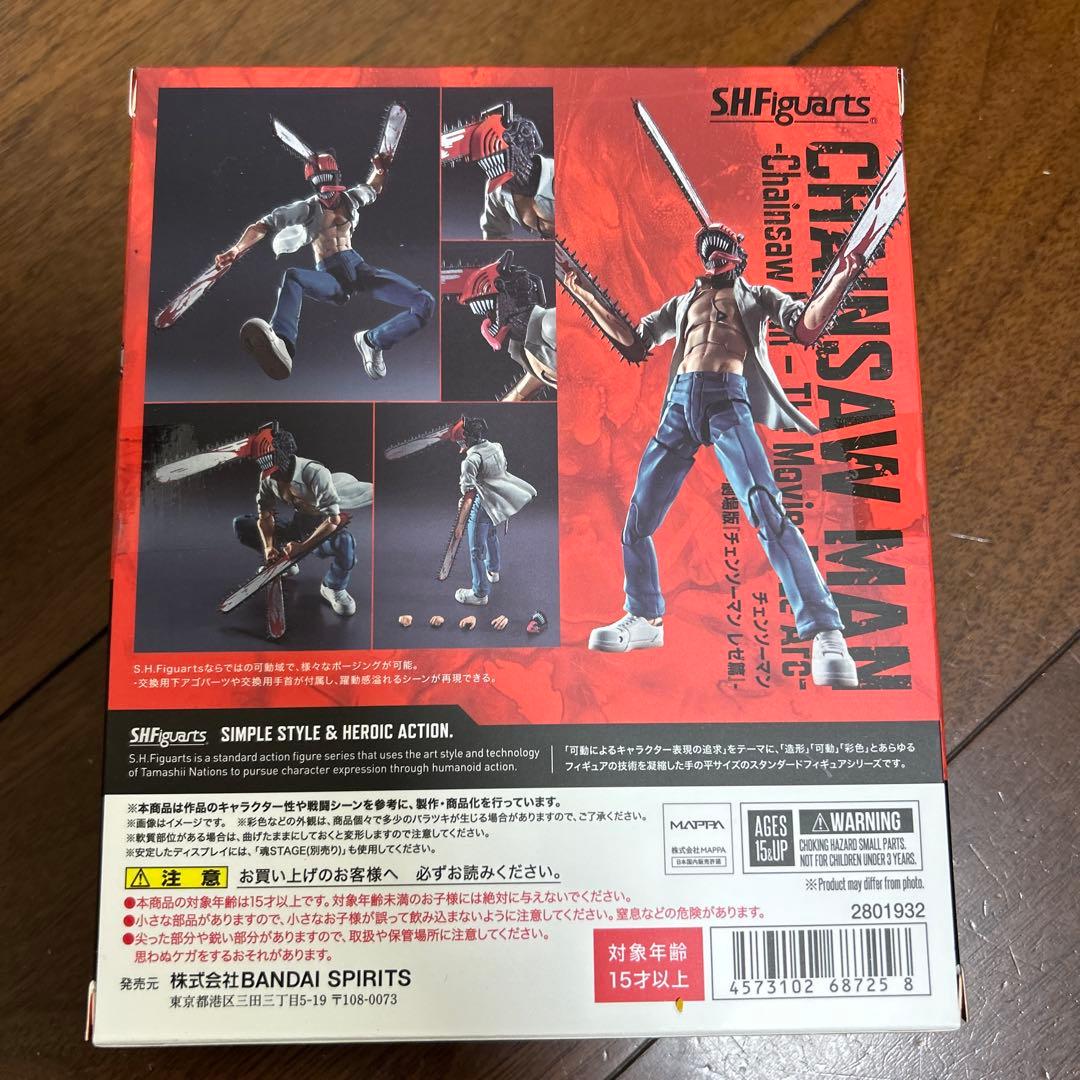 S.H.Figuarts
CHAINSAW MAN
-Chainsaw
- The Movie:
Arc-
チェンソーマン
劇場版「チェンソーマン レゼ篇」-
S.H.Figuartsならではの可動域で、様々なポージングが可能。
-交換用下アゴパーツや交換用手首が付属し、躍動感溢れるシーンが再現できる。
S.H.Figuarts SIMPLE STYLE & HEROIC ACTION.
S.H.Figuarts is a standard action figure series that uses the art style and technology
of Tamashii Nations to pursue character expression through humanoid action.
「可動によるキャラクター表現の追求」をテーマに、「造形」「可動」「彩色」とあらゆる
フィギュアの技術を凝縮した手の平サイズのスタンダードフィギュアシリーズです。
※本商品は作品のキャラクター性や戦闘シーンを参考に、製作・商品化を行っています。
※画像はイメージです。 ※彩色などの外観は、商品個々で多少のバラツキが生じる場合がありますので、ご了承ください。
※軟質部位がある場合は、曲げたままにしておくと変形しますので注意してください。
※安定したディスプレイには、「魂STAGE(別売り)」も使用してください。
MAPPA
株式会社MAPPA
日本国内販売許諾
AGES
15&UP
WARNING
CHOKING HAZARD SMALL PARTS.
NOT FOR CHILDREN UNDER 3 YEARS.
※Product may differ from photo.
注意 お買い上げのお客様へ 必ずお読みください。
●本商品の対象年齢は15才以上です。対象年齢未満のお子様には絶対に与えないでください。
●小さな部品がありますので、小さなお子様が誤って飲み込まないように注意してください。窒息などの危険があります。
●尖った部分や鋭い部分がありますので、取扱や保管場所に注意してください。
思わぬケガをするおそれがあります。
発売元 株式会社BANDAI SPIRITS
東京都港区三田三丁目5-19 〒108-0073
対象年齢
15才以上
2801932
4573102 68725 8